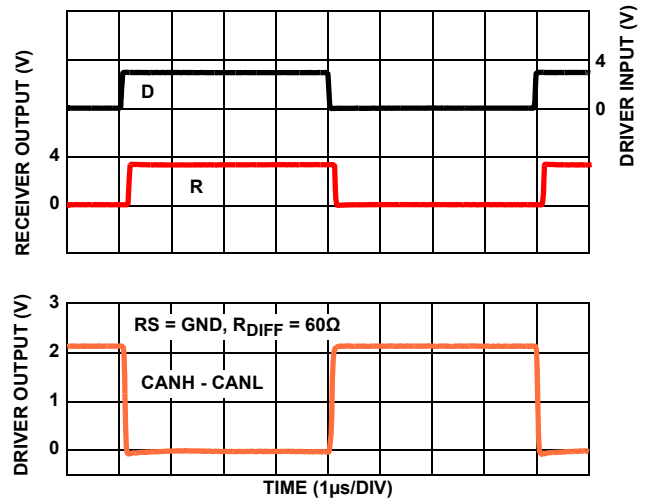 RECEIVER OUTPUT (V)
4
0
D
R
4
0
DRIVER INPUT (V)
DRIVER OUTPUT (V)
3
2
1
0
RS = GND, RDIFF = 60Ω
CANH - CANL
TIME (1µs/DIV)